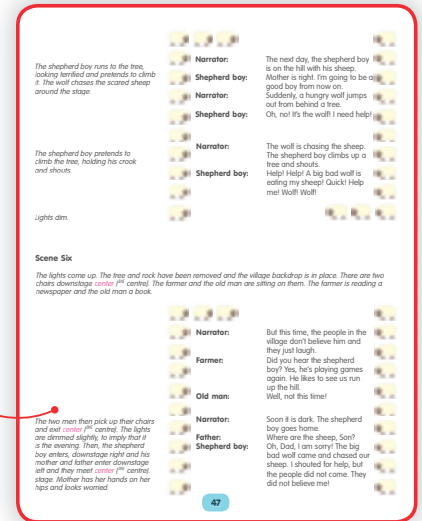 The shepherd boy runs to the tree,
looking terrified and pretends to climb
it. The wolf chases the scared sheep
around the stage.
Narrator: The next day, the shepherd boy
is on the hill with his sheep.
Shepherd boy: Mother is right. I'm going to be a
good boy from now on.
Narrator: Suddenly, a hungry wolf jumps
out from behind a tree.
Shepherd boy: Oh, no! It's the wolf! I need help!
The shepherd boy pretends to
climb the tree, holding his crook
and shouts.
Narrator: The wolf is chasing the sheep.
The shepherd boy climbs up a
tree and shouts.
Shepherd boy: Help! Help! A big bad wolf is
eating my sheep! Quick! Help
me! Wolf! Wolf!
Lights dim.
Scene Six
The lights come up. The tree and rock have been removed and the village backdrop is in place. There are two
chairs downstage center (Int centre). The farmer and the old man are sitting on them. The farmer is reading a
newspaper and the old man a book.
Narrator: But this time, the people in the
village don't believe him and
they just laugh.
Farmer: Did you hear the shepherd
boy? Yes, he's playing games
again. He likes to see us run
up the hill.
Old man: Well, not this time!
The two men then pick up their chairs
and exit center (Int centre). The lights
are dimmed slightly, to imply that it
is the evening. Then, the shepherd
boy enters, downstage right and his
mother and father enter downstage
left and they meet center (Int centre)
stage. Mother has her hands on her
hips and looks worried.
Narrator: Soon it is dark. The shepherd
boy goes home.
Father: Where are the sheep, Son?
Shepherd boy: Oh, Dad, I am sorry! The big
bad wolf came and chased our
sheep. I shouted for help, but
the people did not come. They
did not believe me!
47